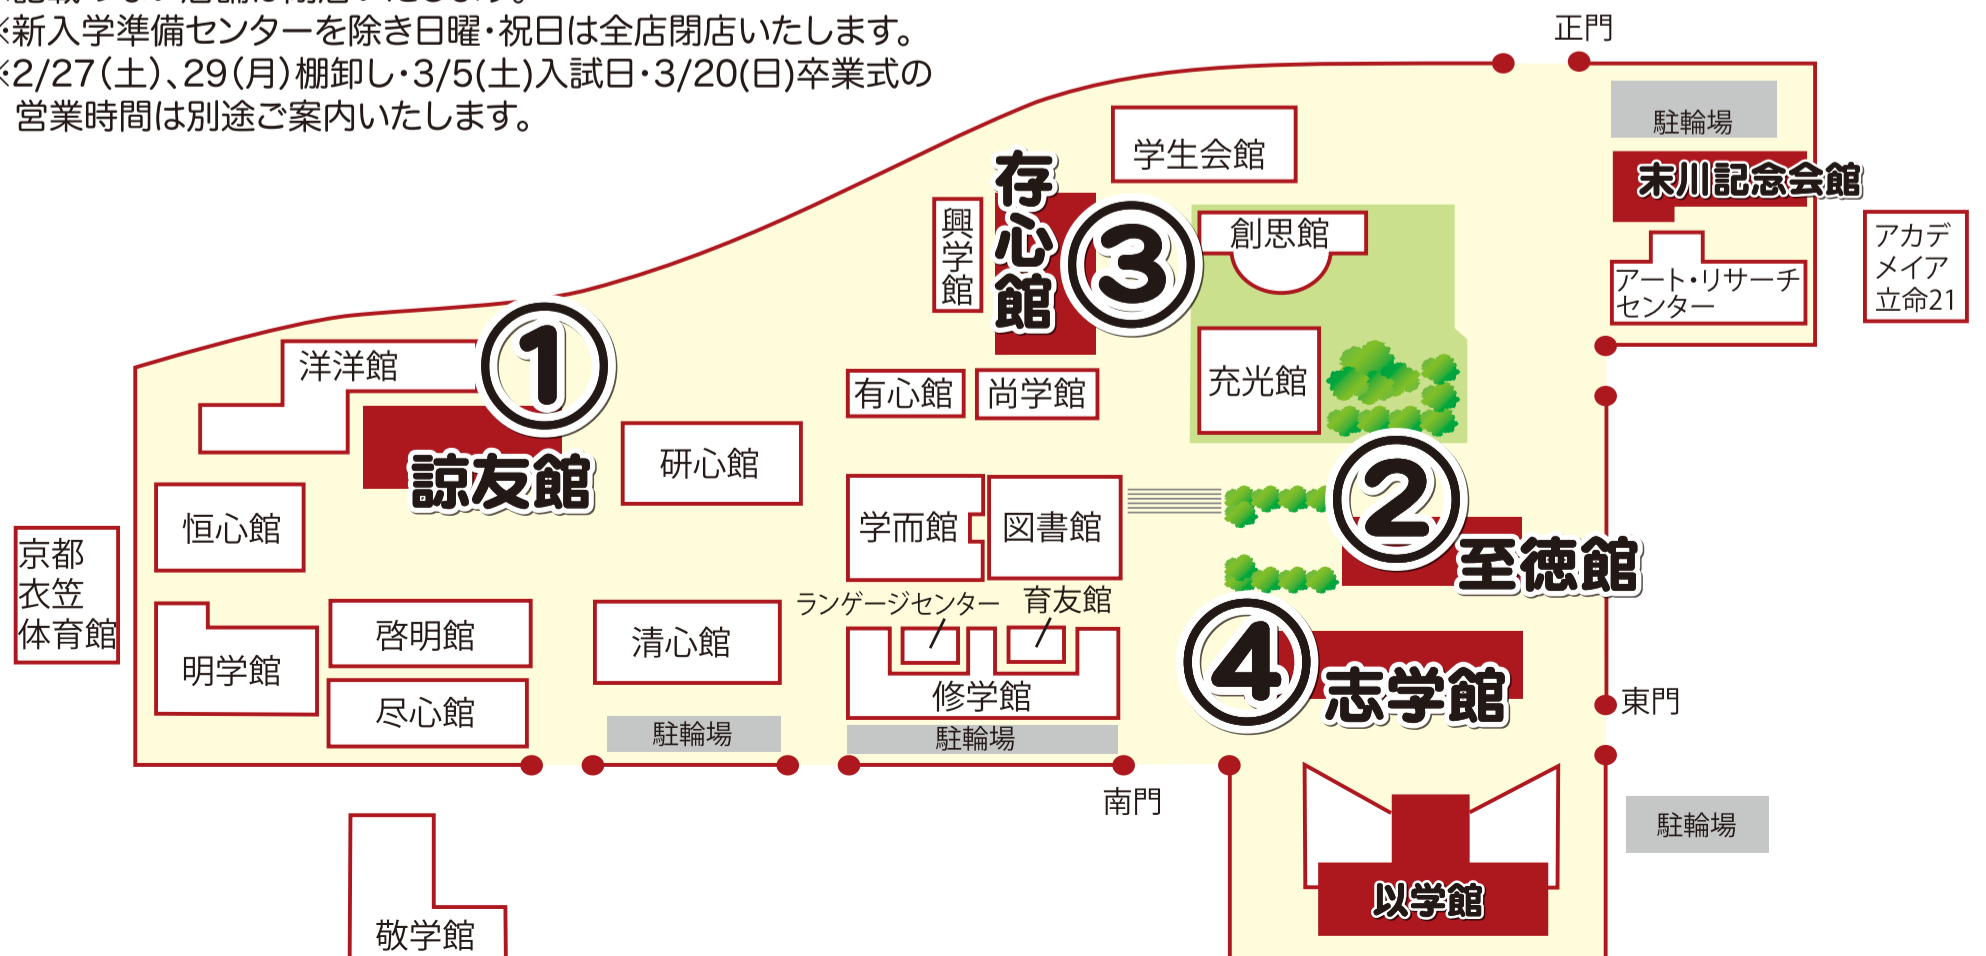 ※新入学準備センターを除き日曜・祝日は全店閉店いたします。
※2/27(土)、29(月)棚卸し・3/5(土)入試日・3/20(日)卒業式の
営業時間は別途ご案内いたします。
正門
駐輪場
学生会館
末川記念会館
存心館
③
興学館
創思館
アート・リサーチ
センター
アカデ
メイア
立命21
①
洋洋館
諒友館
有心館
尚学館
充光館
研心館
②
至徳館
恒心館
学而館
図書館
京都
衣笠
体育館
ランゲージセンター
育友館
明学館
啓明館
清心館
修学館
④
志学館
尽心館
駐輪場
駐輪場
東門
南門
駐輪場
以学館
敬学館